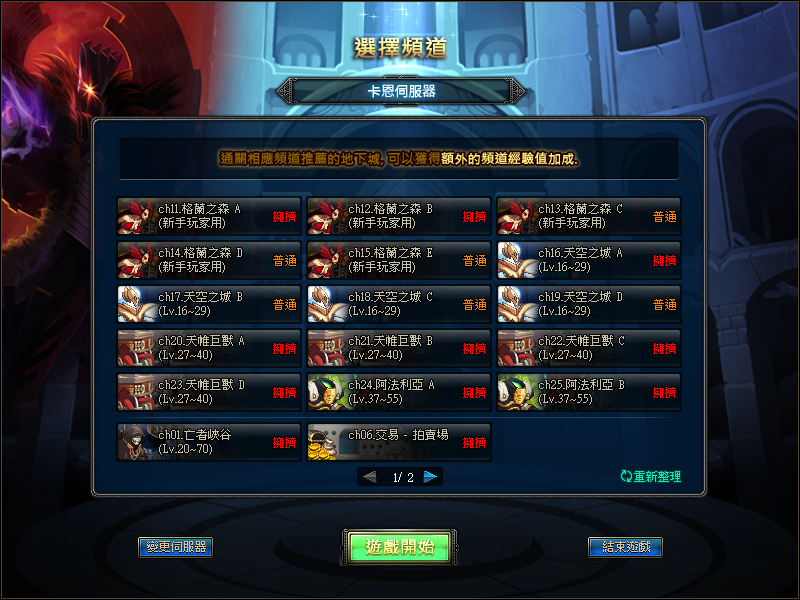 選擇頻道
卡恩伺服器
通關相應頻道推薦的地下城, 可以獲得額外的頻道經驗值加成.
ch11.格蘭之森 A
(新手玩家用)
擁擠
ch12.格蘭之森 B
(新手玩家用)
擁擠
ch13.格蘭之森 C
(新手玩家用)
普通
ch14.格蘭之森 D
(新手玩家用)
普通
ch15.格蘭之森 E
(新手玩家用)
普通
ch16.天空之城 A
(Lv.16~29)
擁擠
ch17.天空之城 B
(Lv.16~29)
普通
ch18.天空之城 C
(Lv.16~29)
普通
ch19.天空之城 D
(Lv.16~29)
普通
ch20.天帷巨獸 A
(Lv.27~40)
擁擠
ch21.天帷巨獸 B
(Lv.27~40)
擁擠
ch22.天帷巨獸 C
(Lv.27~40)
擁擠
ch23.天帷巨獸 D
(Lv.27~40)
擁擠
ch24.阿法利亞 A
(Lv.37~55)
擁擠
ch25.阿法利亞 B
(Lv.37~55)
擁擠
ch01.亡者峽谷
(Lv.20~70)
擁擠
ch06.交易 - 拍賣場
擁擠
1/ 2
重新整理
變更伺服器
遊戲開始
結束遊戲